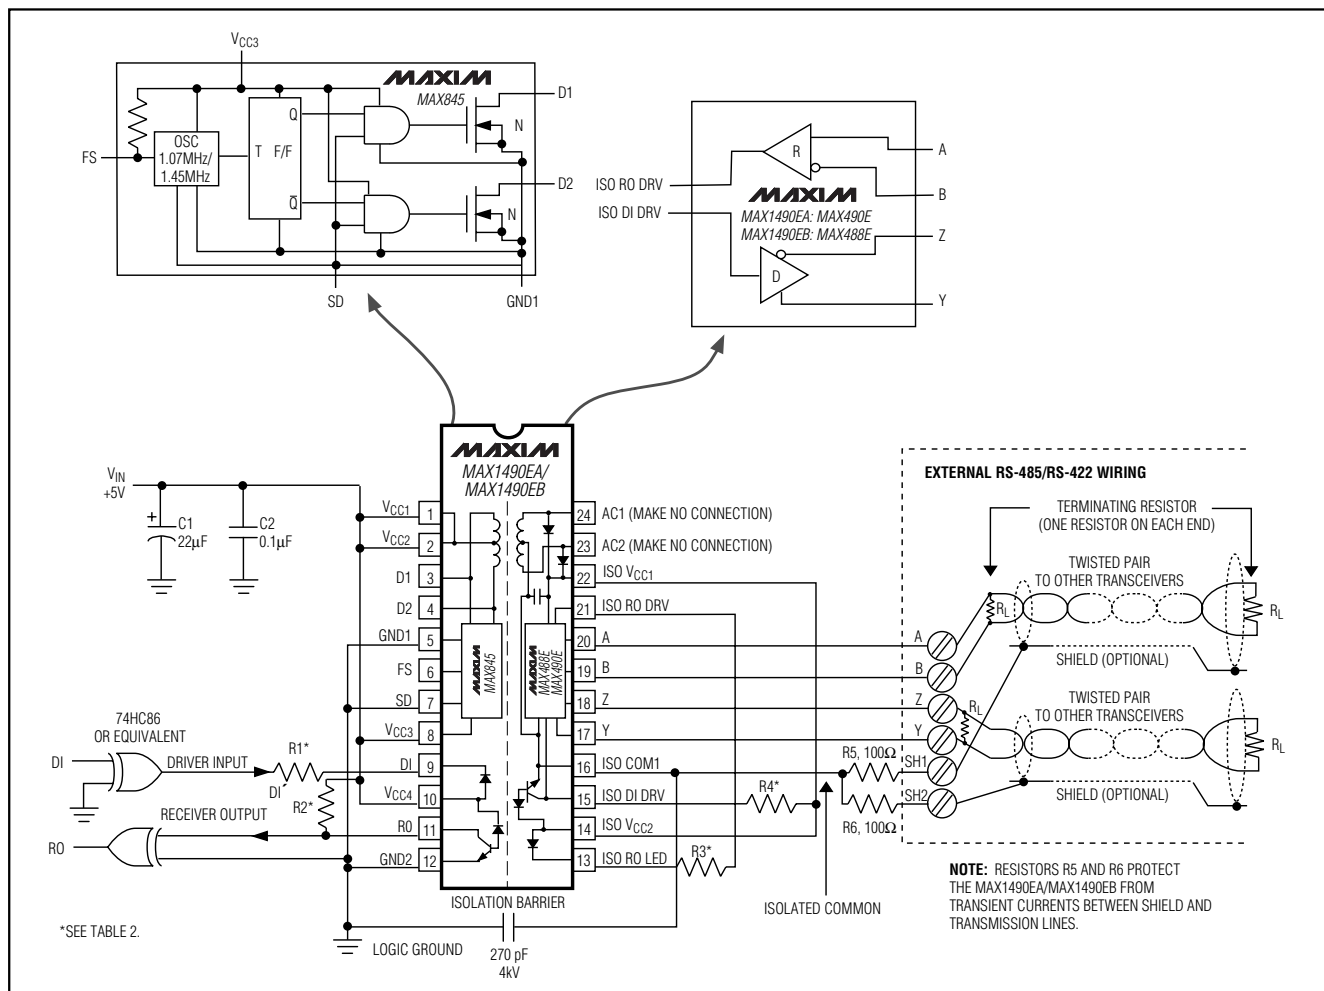 VCC3
MAXIM
MAX845
D1
Q
N
OSC
1.07MHz/
1.45MHz
T F/F
FS
D2
Q̅
N
SD
GND1
A
R
ISO RO DRV
B
MAXIM
ISO DI DRV
MAX1490EA: MAX490E
MAX1490EB: MAX488E
Z
D
Y
MAXIM
MAX1490EA/
MAX1490EB
VIN
+5V
+
C1
22µF
C2
0.1µF
VCC1
1
VCC2
2
D1
3
D2
4
GND1
5
FS
6
SD
7
VCC3
8
DI
9
VCC4
10
RO
11
GND2
12
MAXIM
MAX845
MAXIM
MAX488E
MAX490E
24
AC1 (MAKE NO CONNECTION)
23
AC2 (MAKE NO CONNECTION)
22
ISO VCC1
21
ISO RO DRV
20
A
19
B
18
Z
17
Y
16
ISO COM1
15
ISO DI DRV
14
ISO VCC2
13
ISO RO LED
74HC86
OR EQUIVALENT
DI
DRIVER INPUT
R1*
DI′
R2*
RECEIVER OUTPUT
RO
R4*
R3*
R5, 100Ω
R6, 100Ω
ISOLATION BARRIER
LOGIC GROUND
270 pF
4kV
ISOLATED COMMON
EXTERNAL RS-485/RS-422 WIRING
TERMINATING RESISTOR
(ONE RESISTOR ON EACH END)
TWISTED PAIR
TO OTHER TRANSCEIVERS
RL
RL
A
SHIELD (OPTIONAL)
B
TWISTED PAIR
TO OTHER TRANSCEIVERS
Z
RL
RL
Y
SH1
SHIELD (OPTIONAL)
SH2
NOTE: RESISTORS R5 AND R6 PROTECT
THE MAX1490EA/MAX1490EB FROM
TRANSIENT CURRENTS BETWEEN SHIELD AND
TRANSMISSION LINES.
*SEE TABLE 2.